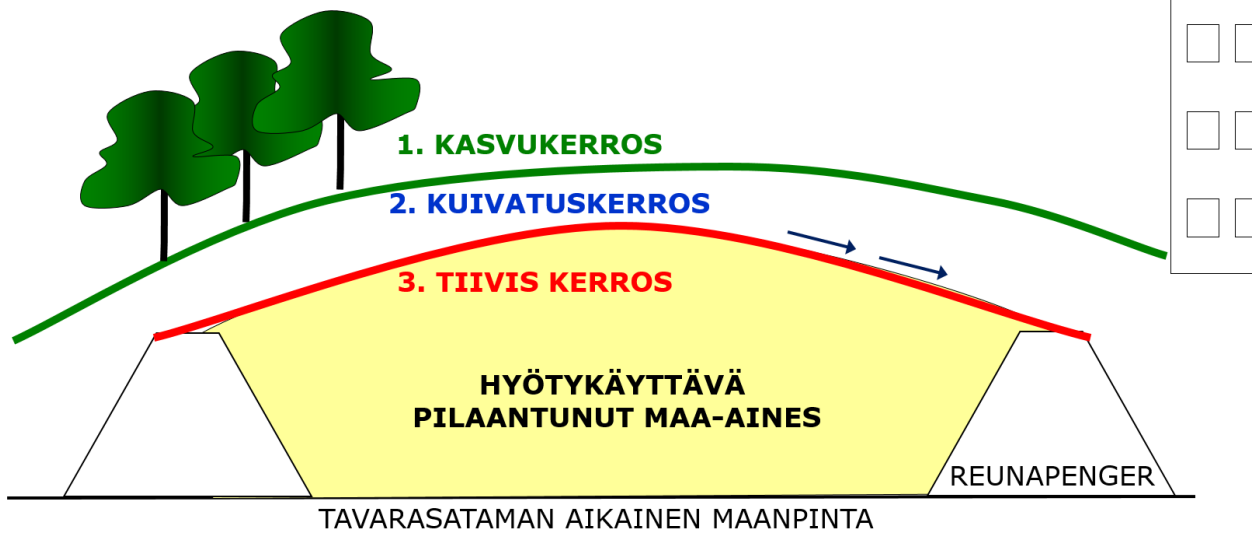 1. KASVUKERROS
2. KUIVATUSKERROS
3. TIIVIS KERROS
HYÖTYKÄYTTÄVÄ
PILAANTUNUT MAA-AINES
REUNAPENGER
TAVARASATAMAN AIKAINEN MAANPINTA